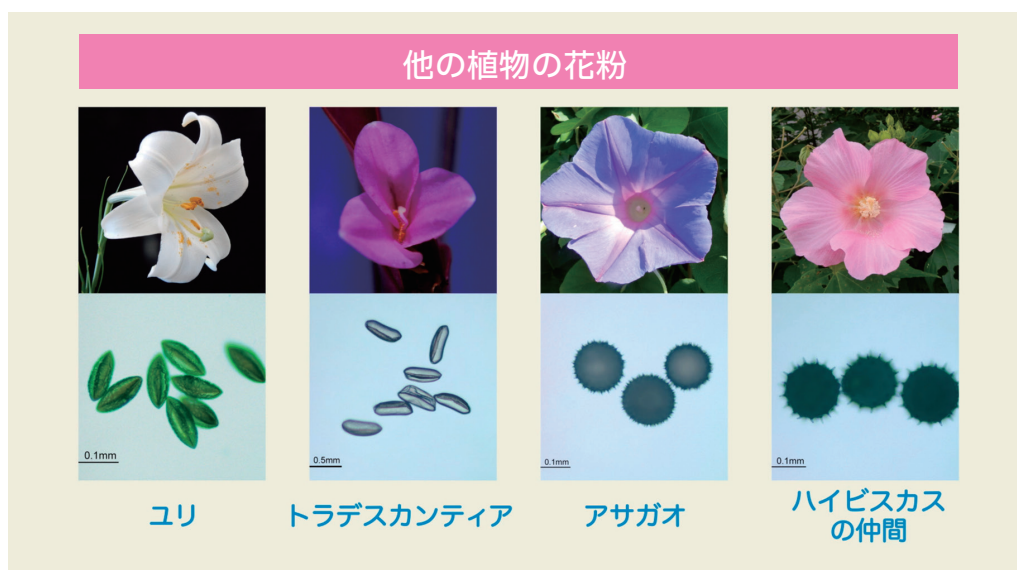 他の植物の花粉
0.1mm
0.5mm
0.1mm
0.1mm
ユリ
トラデスカンティア
アサガオ
ハイビスカス
の仲間